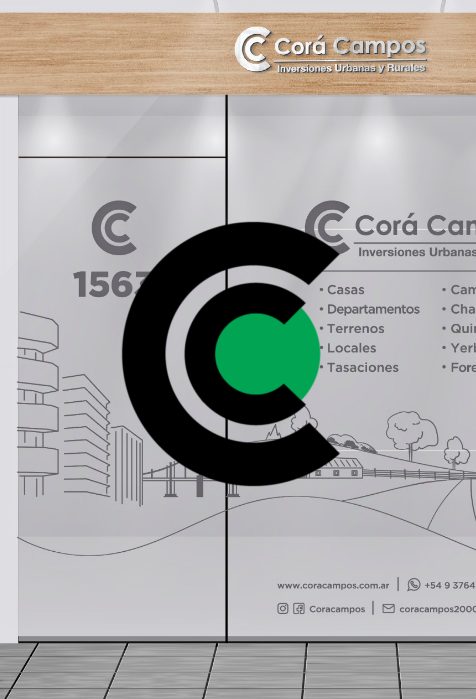 Corá Campos
Inversiones Urbanas y Rurales
Corá Cam
Inversiones Urbanas
1563
• Casas
• Departamentos
• Terrenos
• Locales
• Tasaciones
• Cam
• Cha
• Quin
• Yerb
• Fore
www.coracampos.com.ar | +54 9 3764
Coracampos | coracampos2000